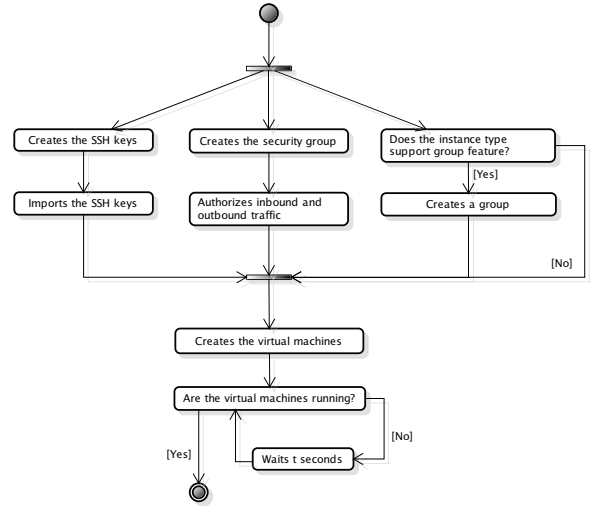 Creates the SSH keys
Creates the security group
Does the instance type
support group feature?
[Yes]
Imports the SSH keys
Authorizes inbound and
outbound traffic
Creates a group
[No]
Creates the virtual machines
Are the virtual machines running?
[No]
[Yes]
Waits t seconds